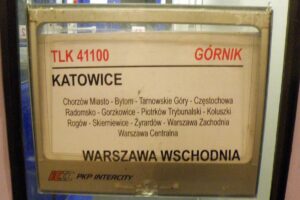 TLK 41100 GÓRNIK
KATOWICE
Chorzów Miasto - Bytom - Tarnowskie Góry - Częstochowa
Radomsko - Gorzkowice - Piotrków Trybunalski - Koluszki
Rogów - Skierniewice - Żyrardów - Warszawa Zachodnia
Warszawa Centralna
WARSZAWA WSCHODNIA
PKP INTERCITY